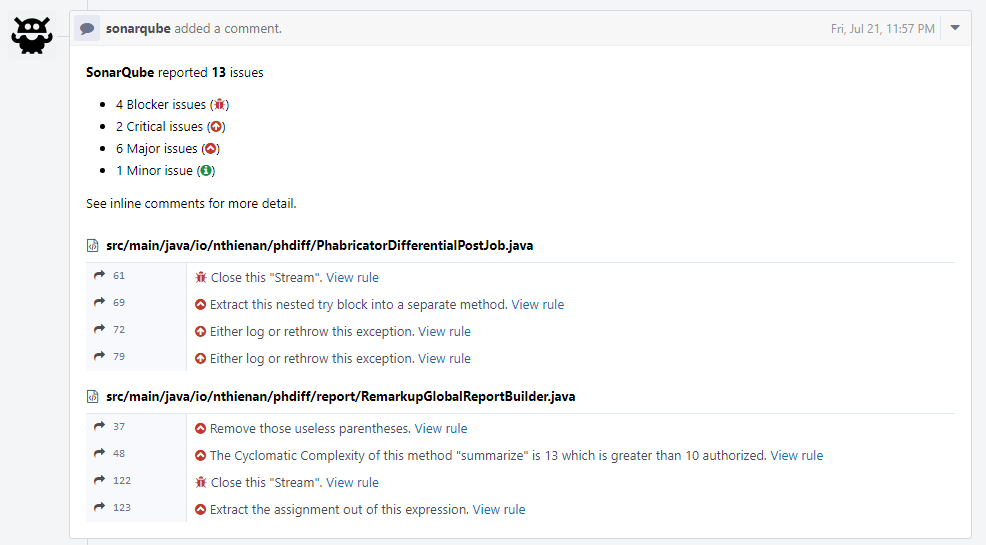 sonarqube added a comment. Fri, Jul 21, 11:57 PM
SonarQube reported 13 issues
4 Blocker issues ()
2 Critical issues ()
6 Major issues ()
1 Minor issue ()
See inline comments for more detail.
src/main/java/io/nthienan/phdiff/PhabricatorDifferentialPostJob.java
61 Close this "Stream". View rule
69 Extract this nested try block into a separate method. View rule
72 Either log or rethrow this exception. View rule
79 Either log or rethrow this exception. View rule
src/main/java/io/nthienan/phdiff/report/RemarkupGlobalReportBuilder.java
37 Remove those useless parentheses. View rule
48 The Cyclomatic Complexity of this method "summarize" is 13 which is greater than 10 authorized. View rule
122 Close this "Stream". View rule
123 Extract the assignment out of this expression. View rule